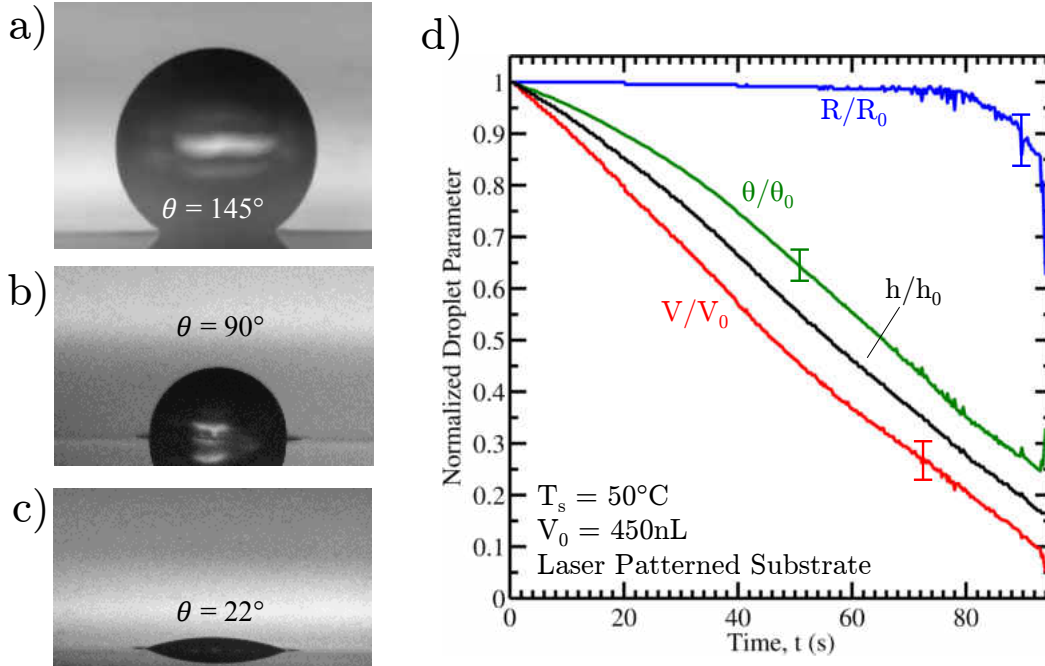 a)
θ = 145°
b)
θ = 90°
c)
θ = 22°
d)
Normalized Droplet Parameter
1
0.9
0.8
0.7
0.6
0.5
0.4
0.3
0.2
0.1
0
R/R₀
θ/θ₀
h/h₀
V/V₀
Tₛ = 50°C
V₀ = 450nL
Laser Patterned Substrate
0 20 40 60 80
Time, t (s)